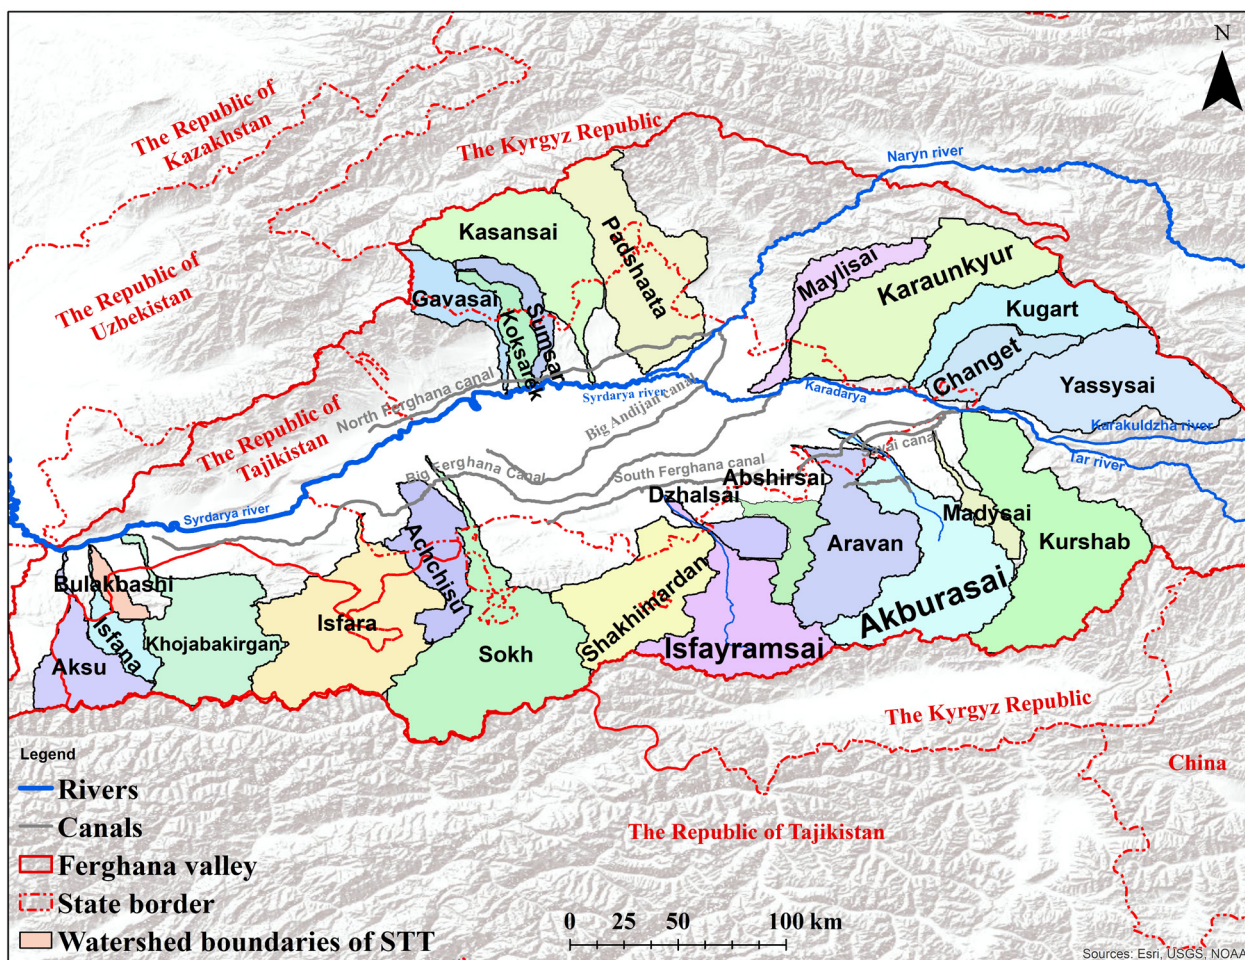 N
The Republic of
Kazakhstan
The Kyrgyz Republic
Naryn river
The Republic of
Uzbekistan
Kasansai
Padshaata
Maylisai
Karaunkyur
Gavasai
Koksarek
Sumsar
Kugart
Changet
Yassysai
North Ferghana canal
Syrdarya river
Big Andijan canal
Karadarya
Karakuldzha river
Tar river
The Republic of
Tajikistan
Big Ferghana Canal
South Ferghana canal
Abshirsai
Dzhalsai
Syrdarya river
Achchisu
Aravan
Madysai
Kurshab
Bulakbashi
Isfana
Aksu
Khojabakirgan
Isfara
Sokh
Shakhimardan
Isfayramsai
Akburasai
The Kyrgyz Republic
China
The Republic of Tajikistan
Legend
Rivers
Canals
Ferghana valley
State border
Watershed boundaries of STT
0 25 50 100 km
Sources: Esri, USGS, NOAA